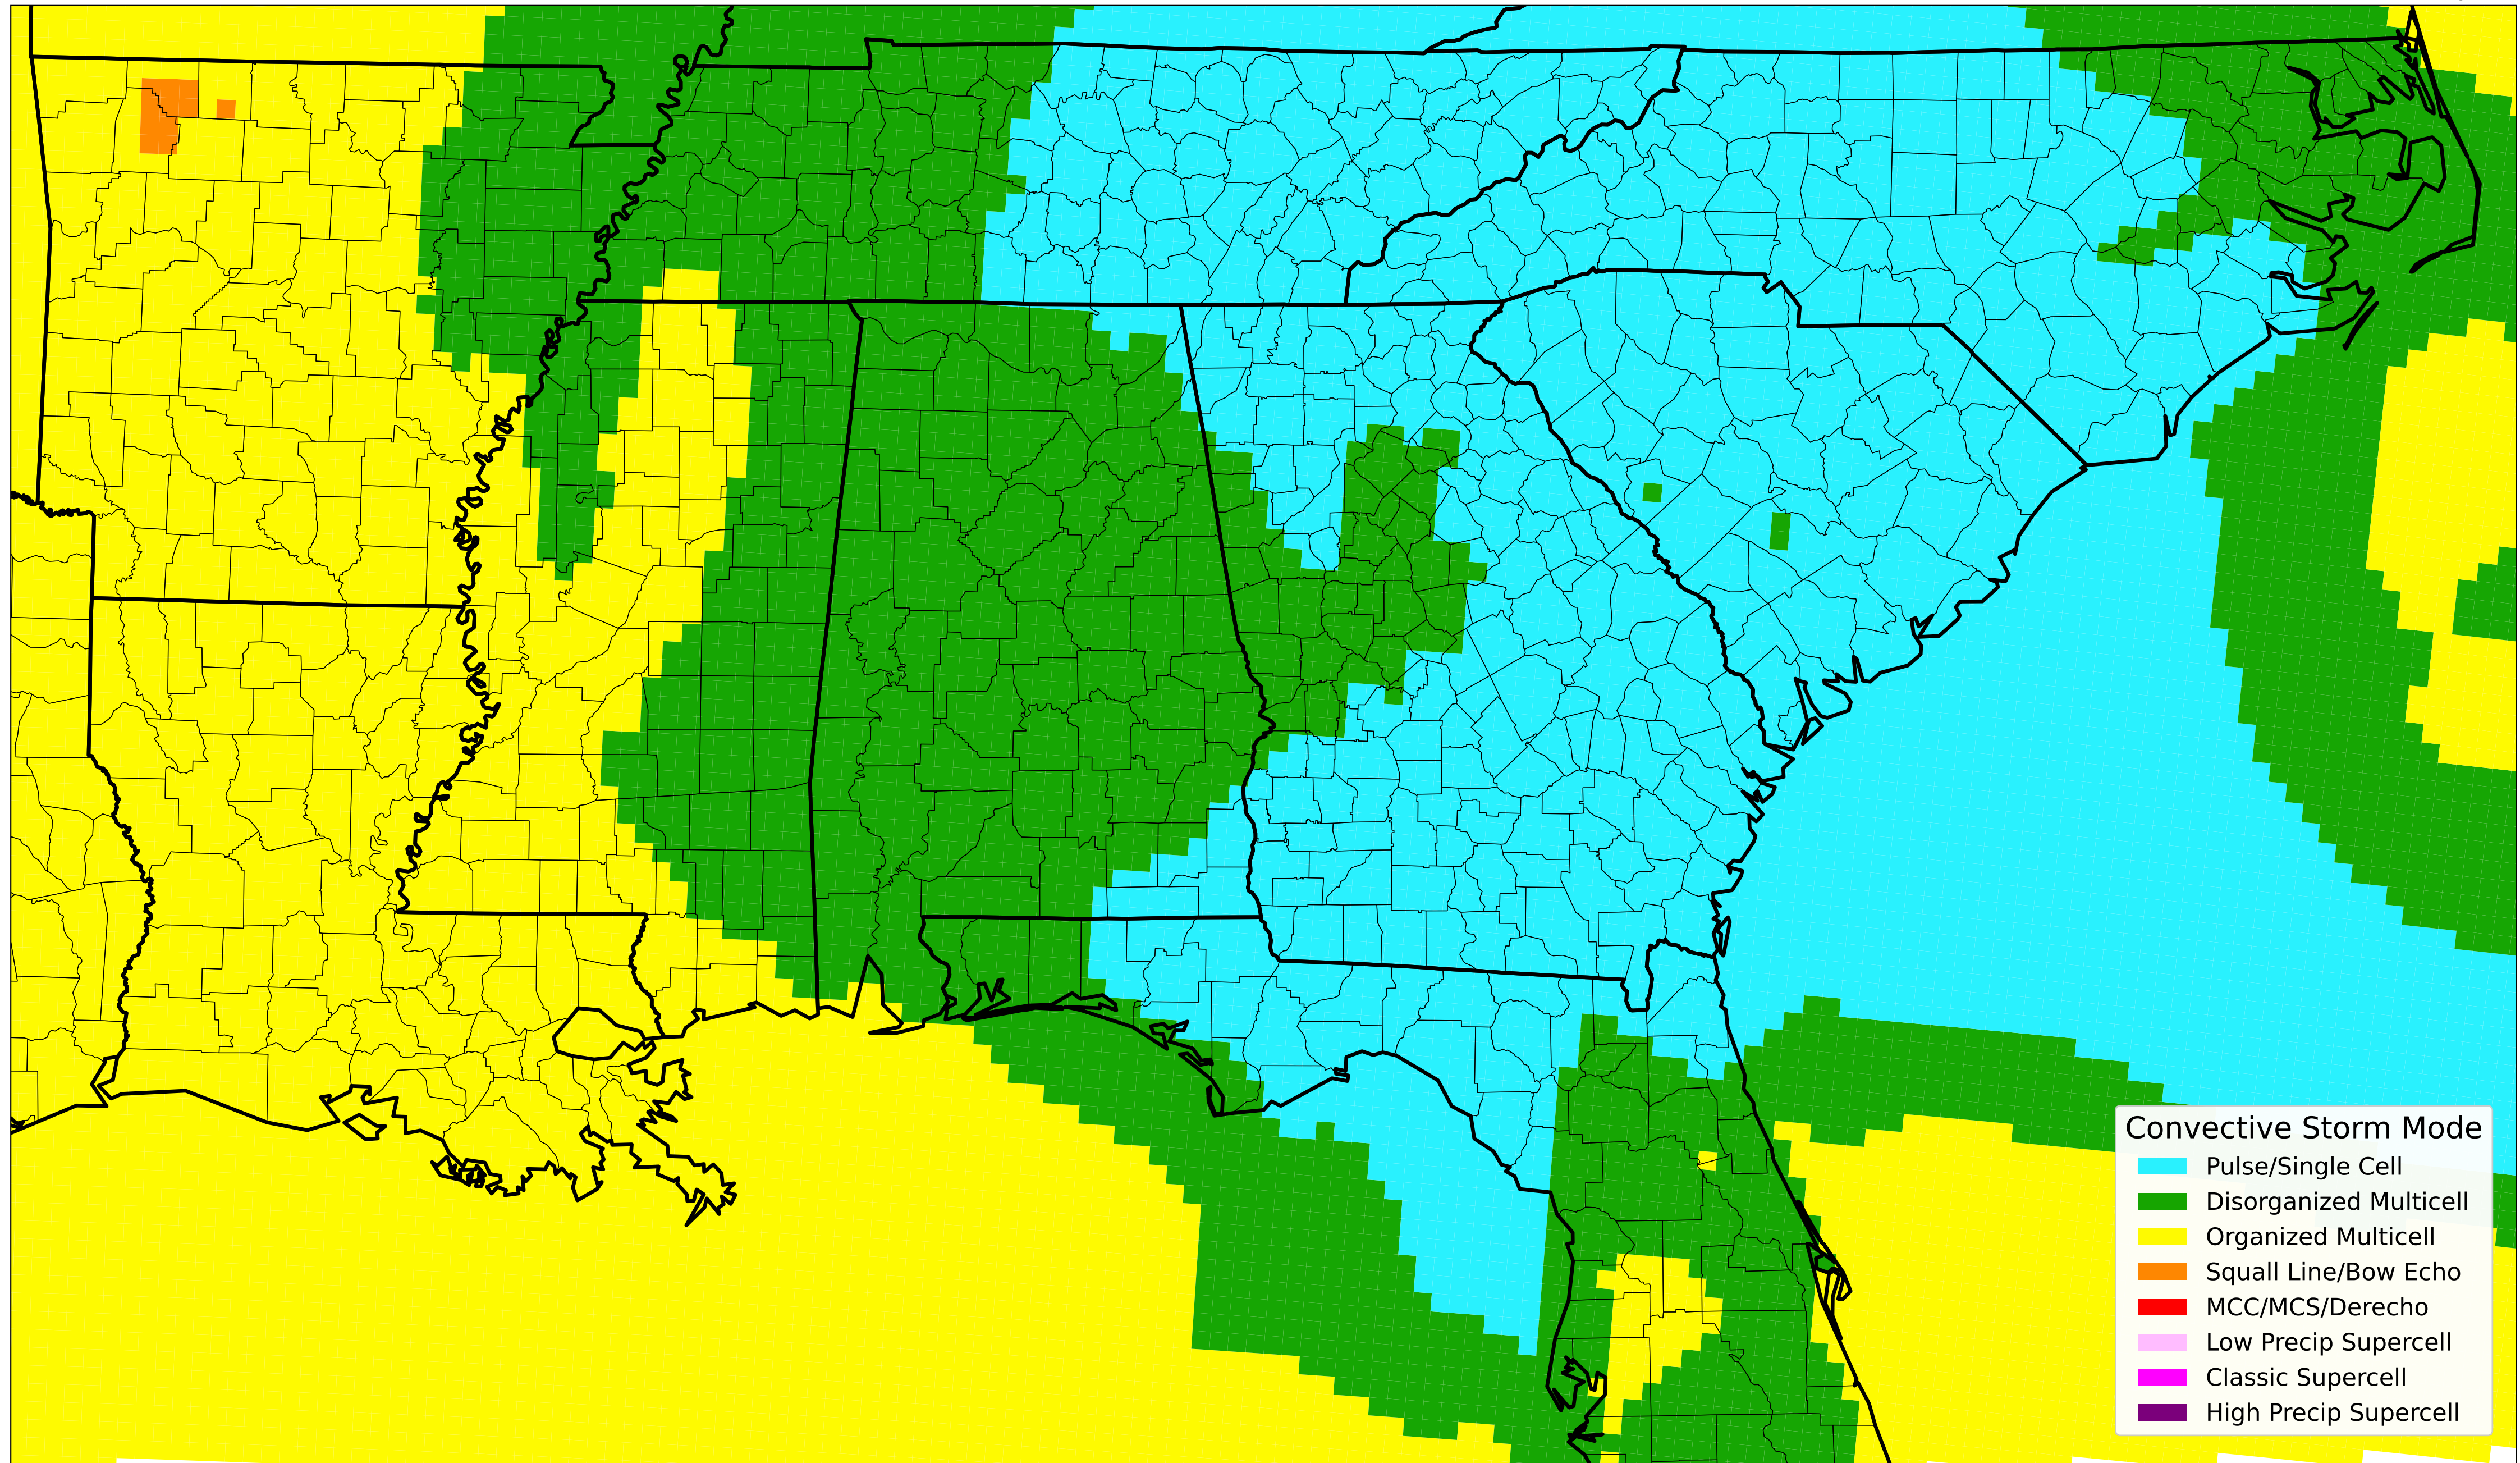 Convective Storm Mode
Pulse/Single Cell
Disorganized Multicell
Organized Multicell
Squall Line/Bow Echo
MCC/MCS/Derecho
Low Precip Supercell
Classic Supercell
High Precip Supercell